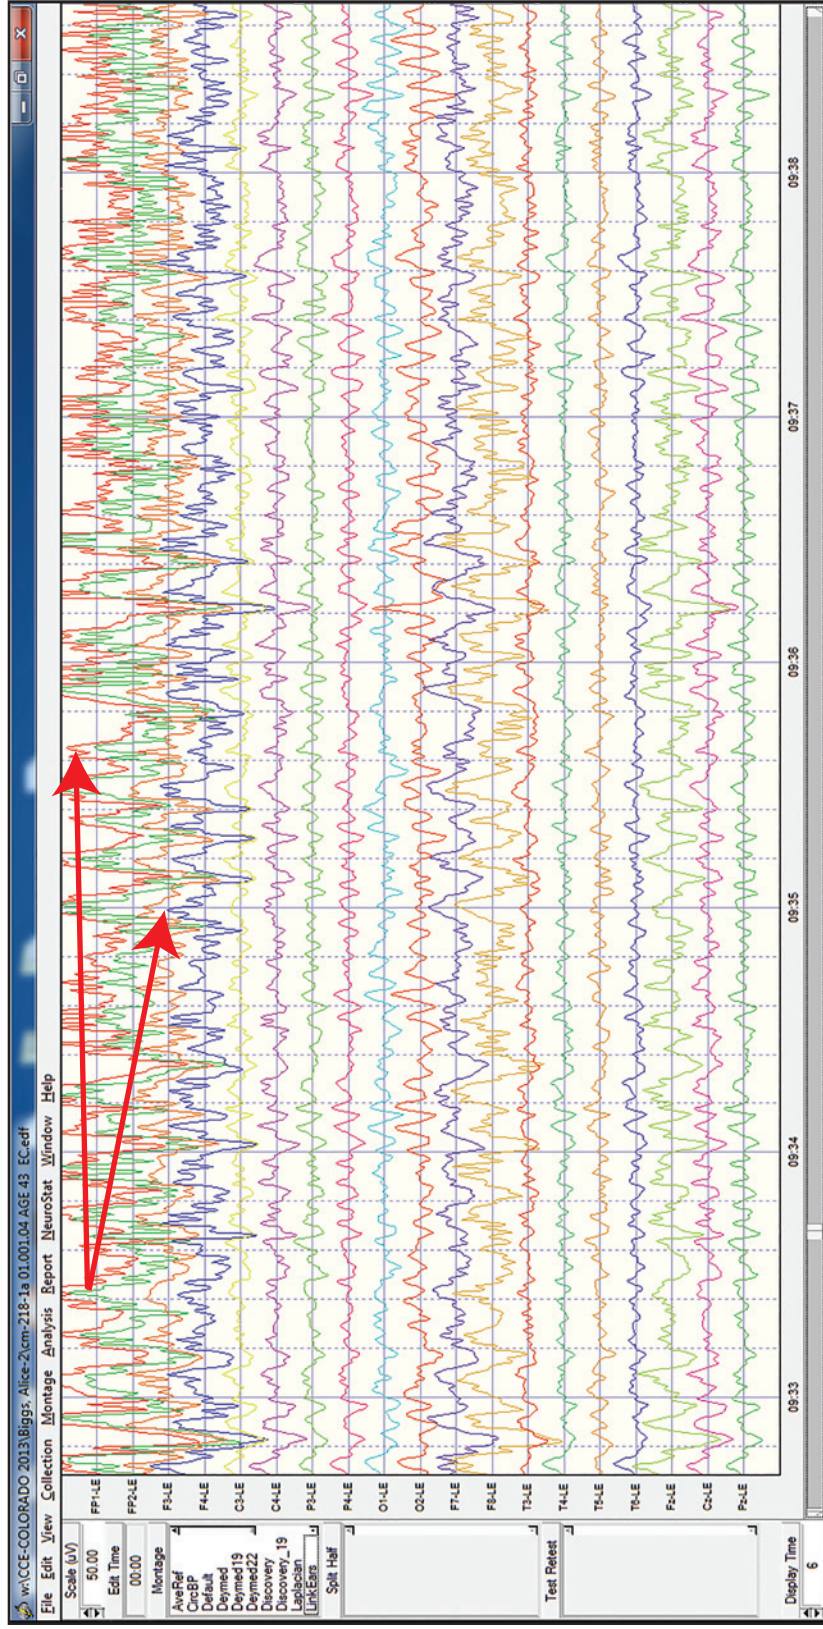 w:\CCE-COLORADO 2013\Biggs, Alice-2\cm-218-1a 01.001.04 AGE 43 EC.edf
File Edit View Collection Montage Analysis Report NeuroStat Window Help
Scale (uV)
50.00
Edit Time
00:00
Montage
AveRef
CircBP
Default
Deymed
Deymed19
Deymed22
Discovery
Discovery_19
Laplacian
LinkEars
Split Half
Test Retest
Display Time
6
FP1-LE
FP2-LE
F3-LE
F4-LE
C3-LE
C4-LE
P3-LE
P4-LE
O1-LE
O2-LE
F7-LE
F8-LE
T3-LE
T4-LE
T5-LE
T6-LE
Fz-LE
Cz-LE
Pz-LE
09:33 09:34 09:35 09:36 09:37 09:38